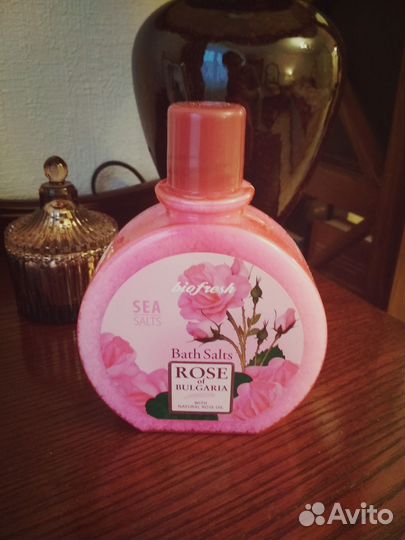 biofresh
SEA
SALTS
Bath Salts
ROSE
of
BULGARIA
WITH
NATURAL ROSE OIL
Avito